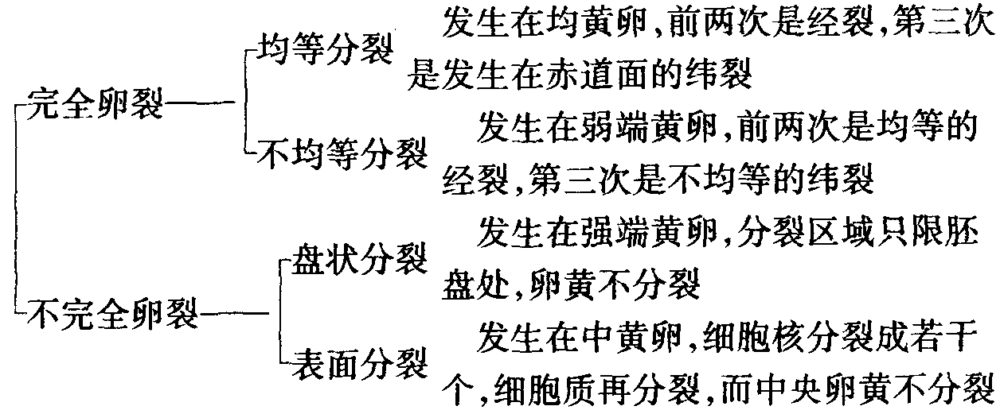 完全卵裂
均等分裂
发生在均黄卵,前两次是经裂,第三次
是发生在赤道面的纬裂
不均等分裂
发生在弱端黄卵,前两次是均等的
经裂,第三次是不均等的纬裂
不完全卵裂
盘状分裂
发生在强端黄卵,分裂区域只限胚
盘处,卵黄不分裂
表面分裂
发生在中黄卵,细胞核分裂成若干
个,细胞质再分裂,而中央卵黄不分裂